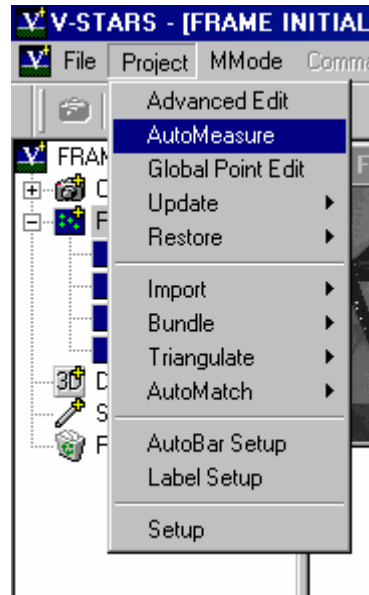 V-STARS - [FRAME INITIAL
File Project MMode Comm
Advanced Edit
AutoMeasure
FRAM
Global Point Edit
C
Update
F
Restore
Import
Bundle
Triangulate
3D D
AutoMatch
S
F
AutoBar Setup
Label Setup
Setup